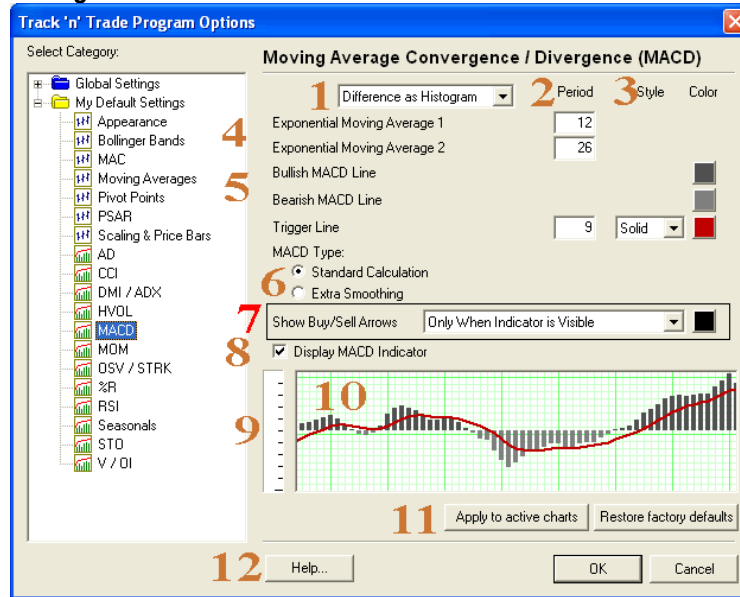 Track 'n' Trade Program Options
Select Category:
Global Settings
My Default Settings
Appearance
Bollinger Bands
MAC
Moving Averages
Pivot Points
PSAR
Scaling & Price Bars
AD
CCI
DMI / ADX
HVOL
MACD
MOM
OSV / STRK
%R
RSI
Seasonals
STO
V / OI
4
5
Moving Average Convergence / Divergence (MACD)
1 Difference as Histogram 2 Period 3 Style Color
Exponential Moving Average 1 12
Exponential Moving Average 2 26
Bullish MACD Line
Bearish MACD Line
Trigger Line 9 Solid
MACD Type:
6 Standard Calculation
Extra Smoothing
7 Show Buy/Sell Arrows Only When Indicator is Visible
8 Display MACD Indicator
9 10
11 Apply to active charts Restore factory defaults
12 Help... OK Cancel